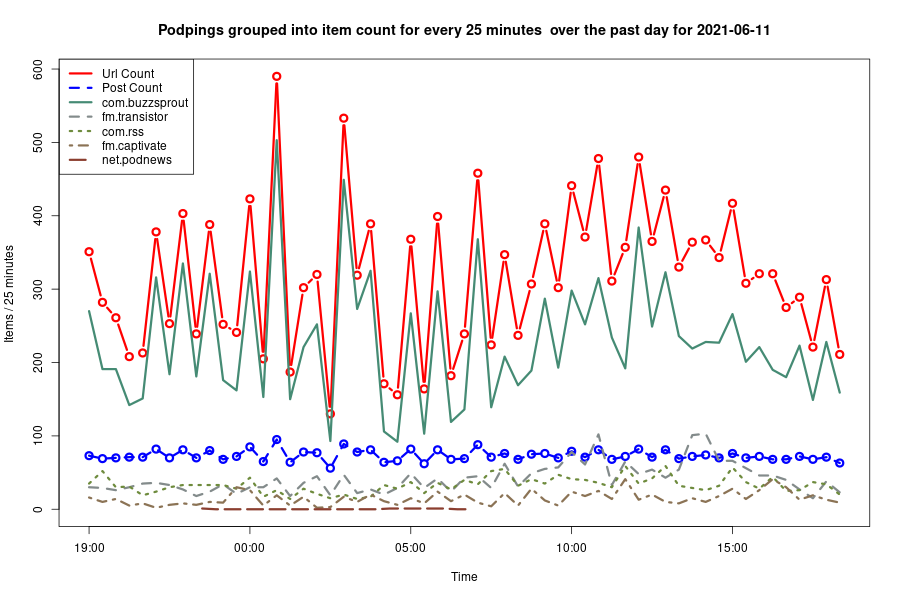 Podpings grouped into item count for every 25 minutes  over the past day for 2021-06-11
Url Count
Post Count
com.buzzsprout
fm.transistor
com.rss
fm.captivate
net.podnews
Items / 25 minutes
600
500
400
300
200
100
0
19:00 00:00 05:00 10:00 15:00
Time